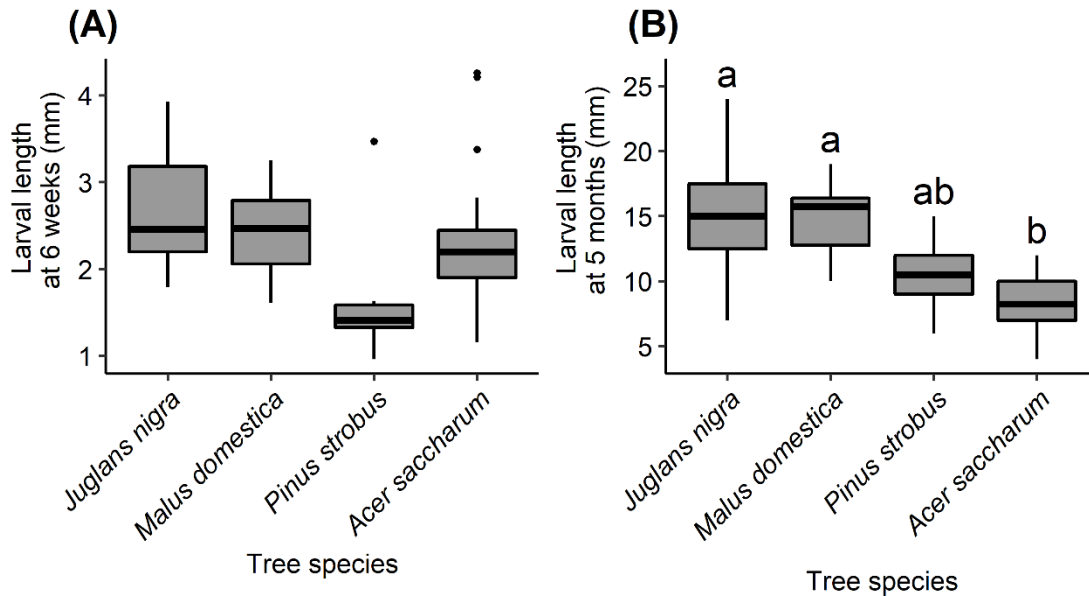 (A)
Larval length
at 6 weeks (mm)
4
3
2
1
Juglans nigra
Malus domestica
Pinus strobus
Acer saccharum
Tree species
(B)
Larval length
at 5 months (mm)
25
20
15
10
5
a
a
ab
b
Juglans nigra
Malus domestica
Pinus strobus
Acer saccharum
Tree species